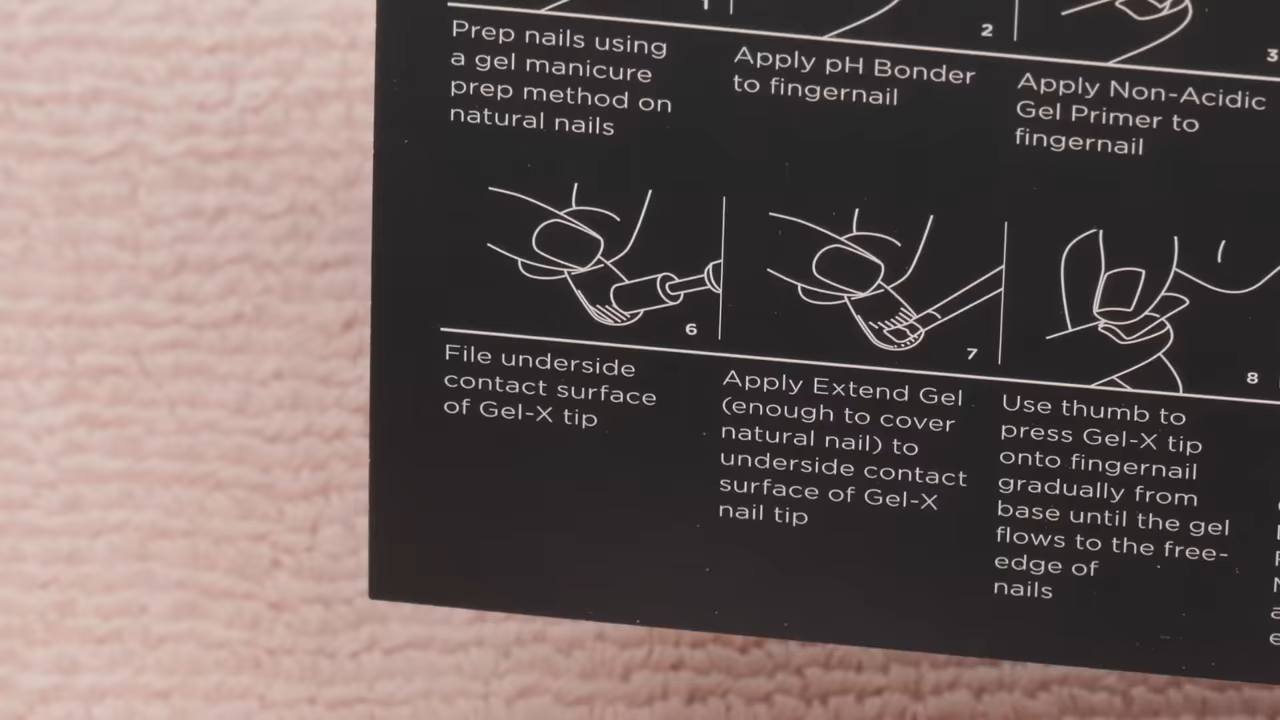 1
2
3
Prep nails using
a gel manicure
prep method on
natural nails
Apply pH Bonder
to fingernail
Apply Non-Acidic
Gel Primer to
fingernail
6
7
8
File underside
contact surface
of Gel-X tip
Apply Extend Gel
(enough to cover
natural nail) to
underside contact
surface of Gel-X
nail tip
Use thumb to
press Gel-X tip
onto fingernail
gradually from
base until the gel
flows to the free-
edge of
nails